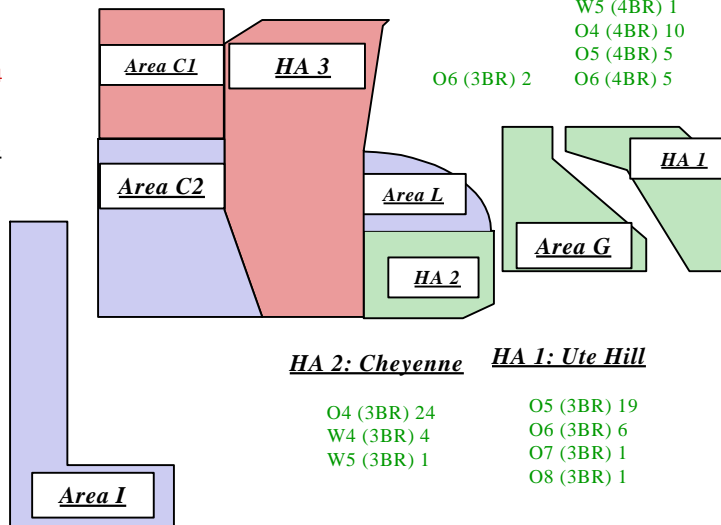 W5 (4BR) 1
O4 (4BR) 10
O5 (4BR) 5
O6 (3BR) 2
O6 (4BR) 5
Area C1
HA 3
HA 1
Area C2
Area L
Area G
HA 2
HA 2: Cheyenne
HA 1: Ute Hill
O4 (3BR) 24
W4 (3BR) 4
W5 (3BR) 1
O5 (3BR) 19
O6 (3BR) 6
O7 (3BR) 1
O8 (3BR) 1
Area I